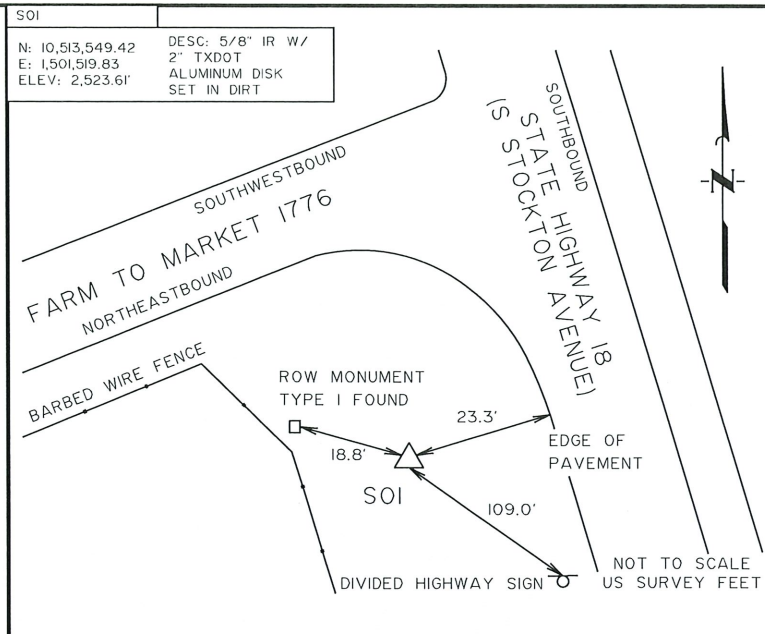 SO1
N: 10,513,549.42
E: 1,501,519.83
ELEV: 2,523.61'
DESC: 5/8" IR W/
2" TXDOT
ALUMINUM DISK
SET IN DIRT
SOUTHWESTBOUND
FARM TO MARKET 1776
NORTHEASTBOUND
SOUTHBOUND
STATE HIGHWAY 18
(S STOCKTON AVENUE)
N
BARBED WIRE FENCE
ROW MONUMENT
TYPE 1 FOUND
23.3'
18.8'
EDGE OF
PAVEMENT
SO1
109.0'
DIVIDED HIGHWAY SIGN
NOT TO SCALE
US SURVEY FEET